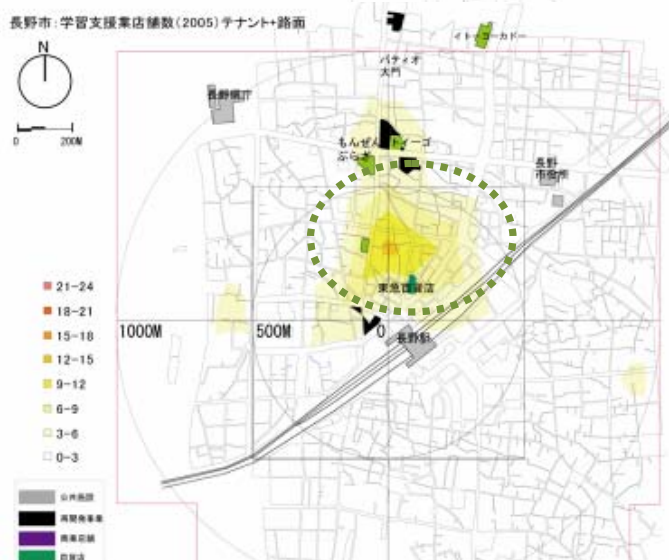 長野市：学習支援業店舗数（2005）テナント+路面
N
0 200M
イトーヨーカドー
パティオ
大門
長野県庁
もんぜん
ぷらざ
トイーゴ
長野
市役所
東急百貨店
1000M 500M 0
長野駅
21-24
18-21
15-18
12-15
9-12
6-9
3-6
0-3
公共施設
再開発事業
商業店舗
百貨店